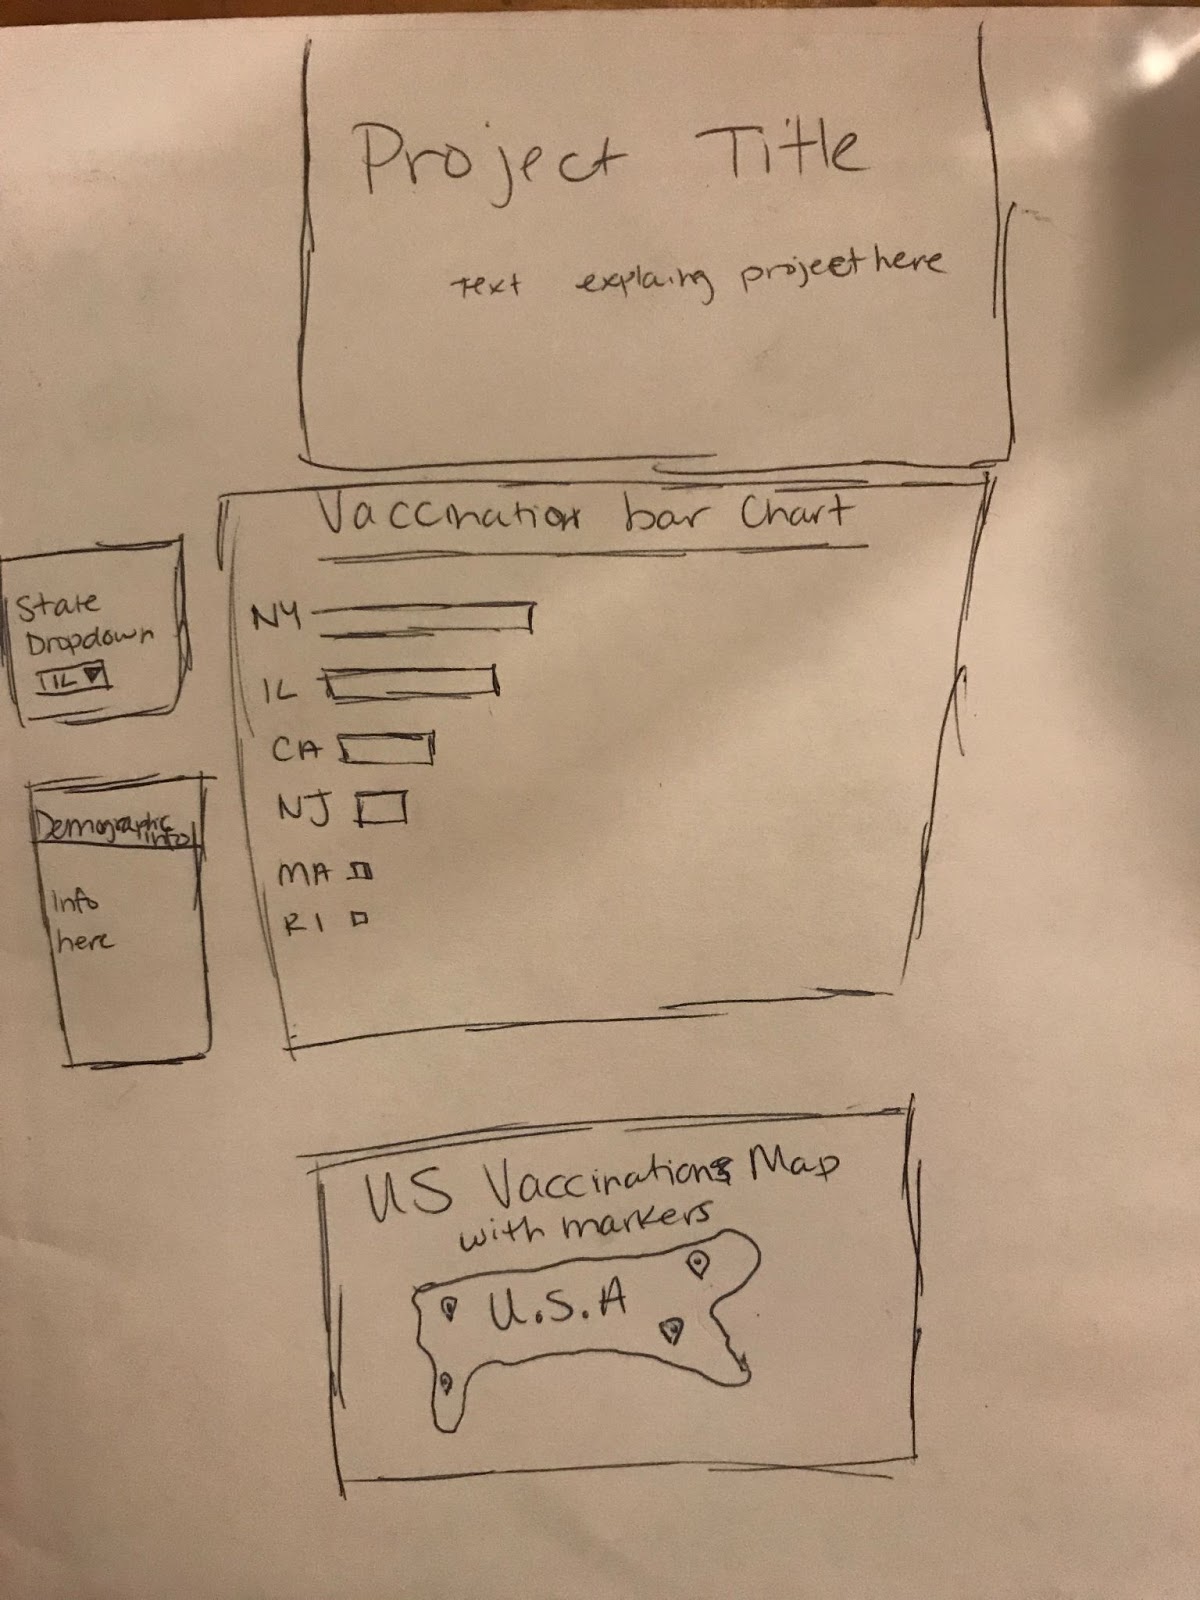 Project Title
Text explaing project here
Vaccination bar Chart
State
Dropdown
IL
NY
IL
CA
NJ
MA
RI
Demographic
info
Info
here
US Vaccinations Map
with markers
U.S.A